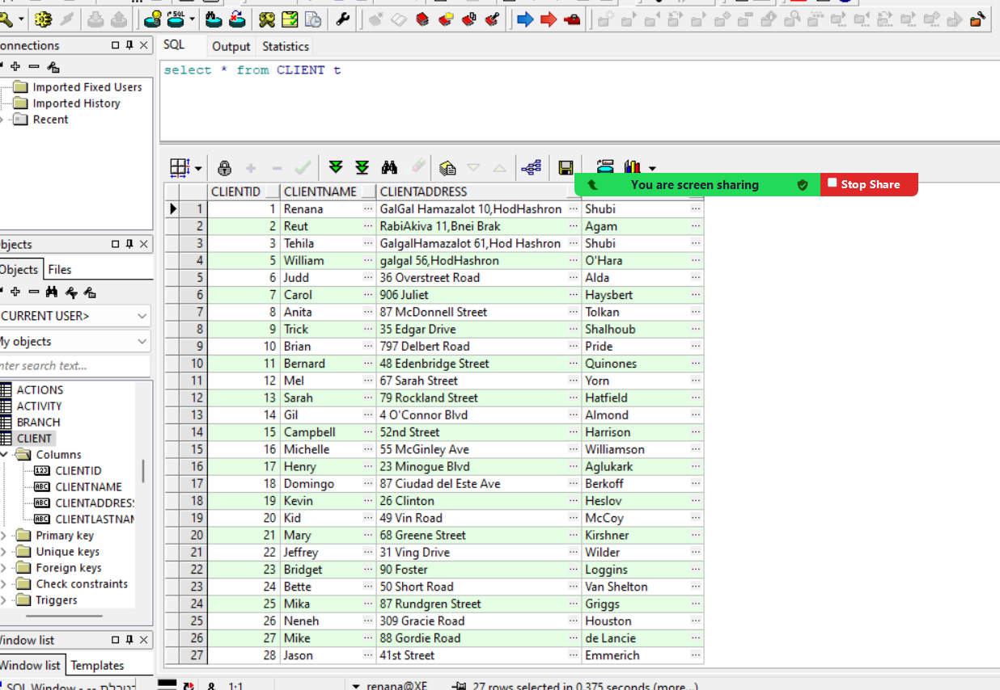 SQL
onnections
SQL Output Statistics
select * from CLIENT t
Imported Fixed Users
Imported History
Recent
You are screen sharing Stop Share
CLIENTID CLIENTNAME CLIENTADDRESS
1 1 Renana ... GalGal Hamazalot 10,HodHashron ... Shubi ...
2 2 Reut ... RabiAkiva 11,Bnei Brak ... Agam ...
3 3 Tehila ... GalgalHamazalot 61,Hod Hashron ... Shubi ...
4 5 William ... galgal 56,HodHashron ... O'Hara ...
5 6 Judd ... 36 Overstreet Road ... Alda ...
6 7 Carol ... 906 Juliet ... Haysbert ...
7 8 Anita ... 87 McDonnell Street ... Tolkan ...
8 9 Trick ... 35 Edgar Drive ... Shalhoub ...
9 10 Brian ... 797 Delbert Road ... Pride ...
10 11 Bernard ... 48 Edenbridge Street ... Quinones ...
11 12 Mel ... 67 Sarah Street ... Yorn ...
12 13 Sarah ... 79 Rockland Street ... Hatfield ...
13 14 Gil ... 4 O'Connor Blvd ... Almond ...
14 15 Campbell ... 52nd Street ... Harrison ...
15 16 Michelle ... 55 McGinley Ave ... Williamson ...
16 17 Henry ... 23 Minogue Blvd ... Aglukark ...
17 18 Domingo ... 87 Ciudad del Este Ave ... Berkoff ...
18 19 Kevin ... 26 Clinton ... Heslov ...
19 20 Kid ... 49 Vin Road ... McCoy ...
20 21 Mary ... 68 Greene Street ... Kirshner ...
21 22 Jeffrey ... 31 Ving Drive ... Wilder ...
22 23 Bridget ... 90 Foster ... Loggins ...
23 24 Bette ... 50 Short Road ... Van Shelton ...
24 25 Mika ... 87 Rundgren Street ... Griggs ...
25 26 Neneh ... 309 Gracie Road ... Houston ...
26 27 Mike ... 88 Gordie Road ... de Lancie ...
27 28 Jason ... 41st Street ... Emmerich ...
bjects
Objects Files
CURRENT USER>
My objects
nter search text...
ACTIONS
ACTIVITY
BRANCH
CLIENT
Columns
123 CLIENTID
ABC CLIENTNAME
ABC CLIENTADDRES
ABC CLIENTLASTNAM
Primary key
Unique keys
Foreign keys
Check constraints
Triggers
Window list
Window list Templates
SQL Window - --
& 1:1 renana@XE 27 rows selected in 0.375 seconds (more...)